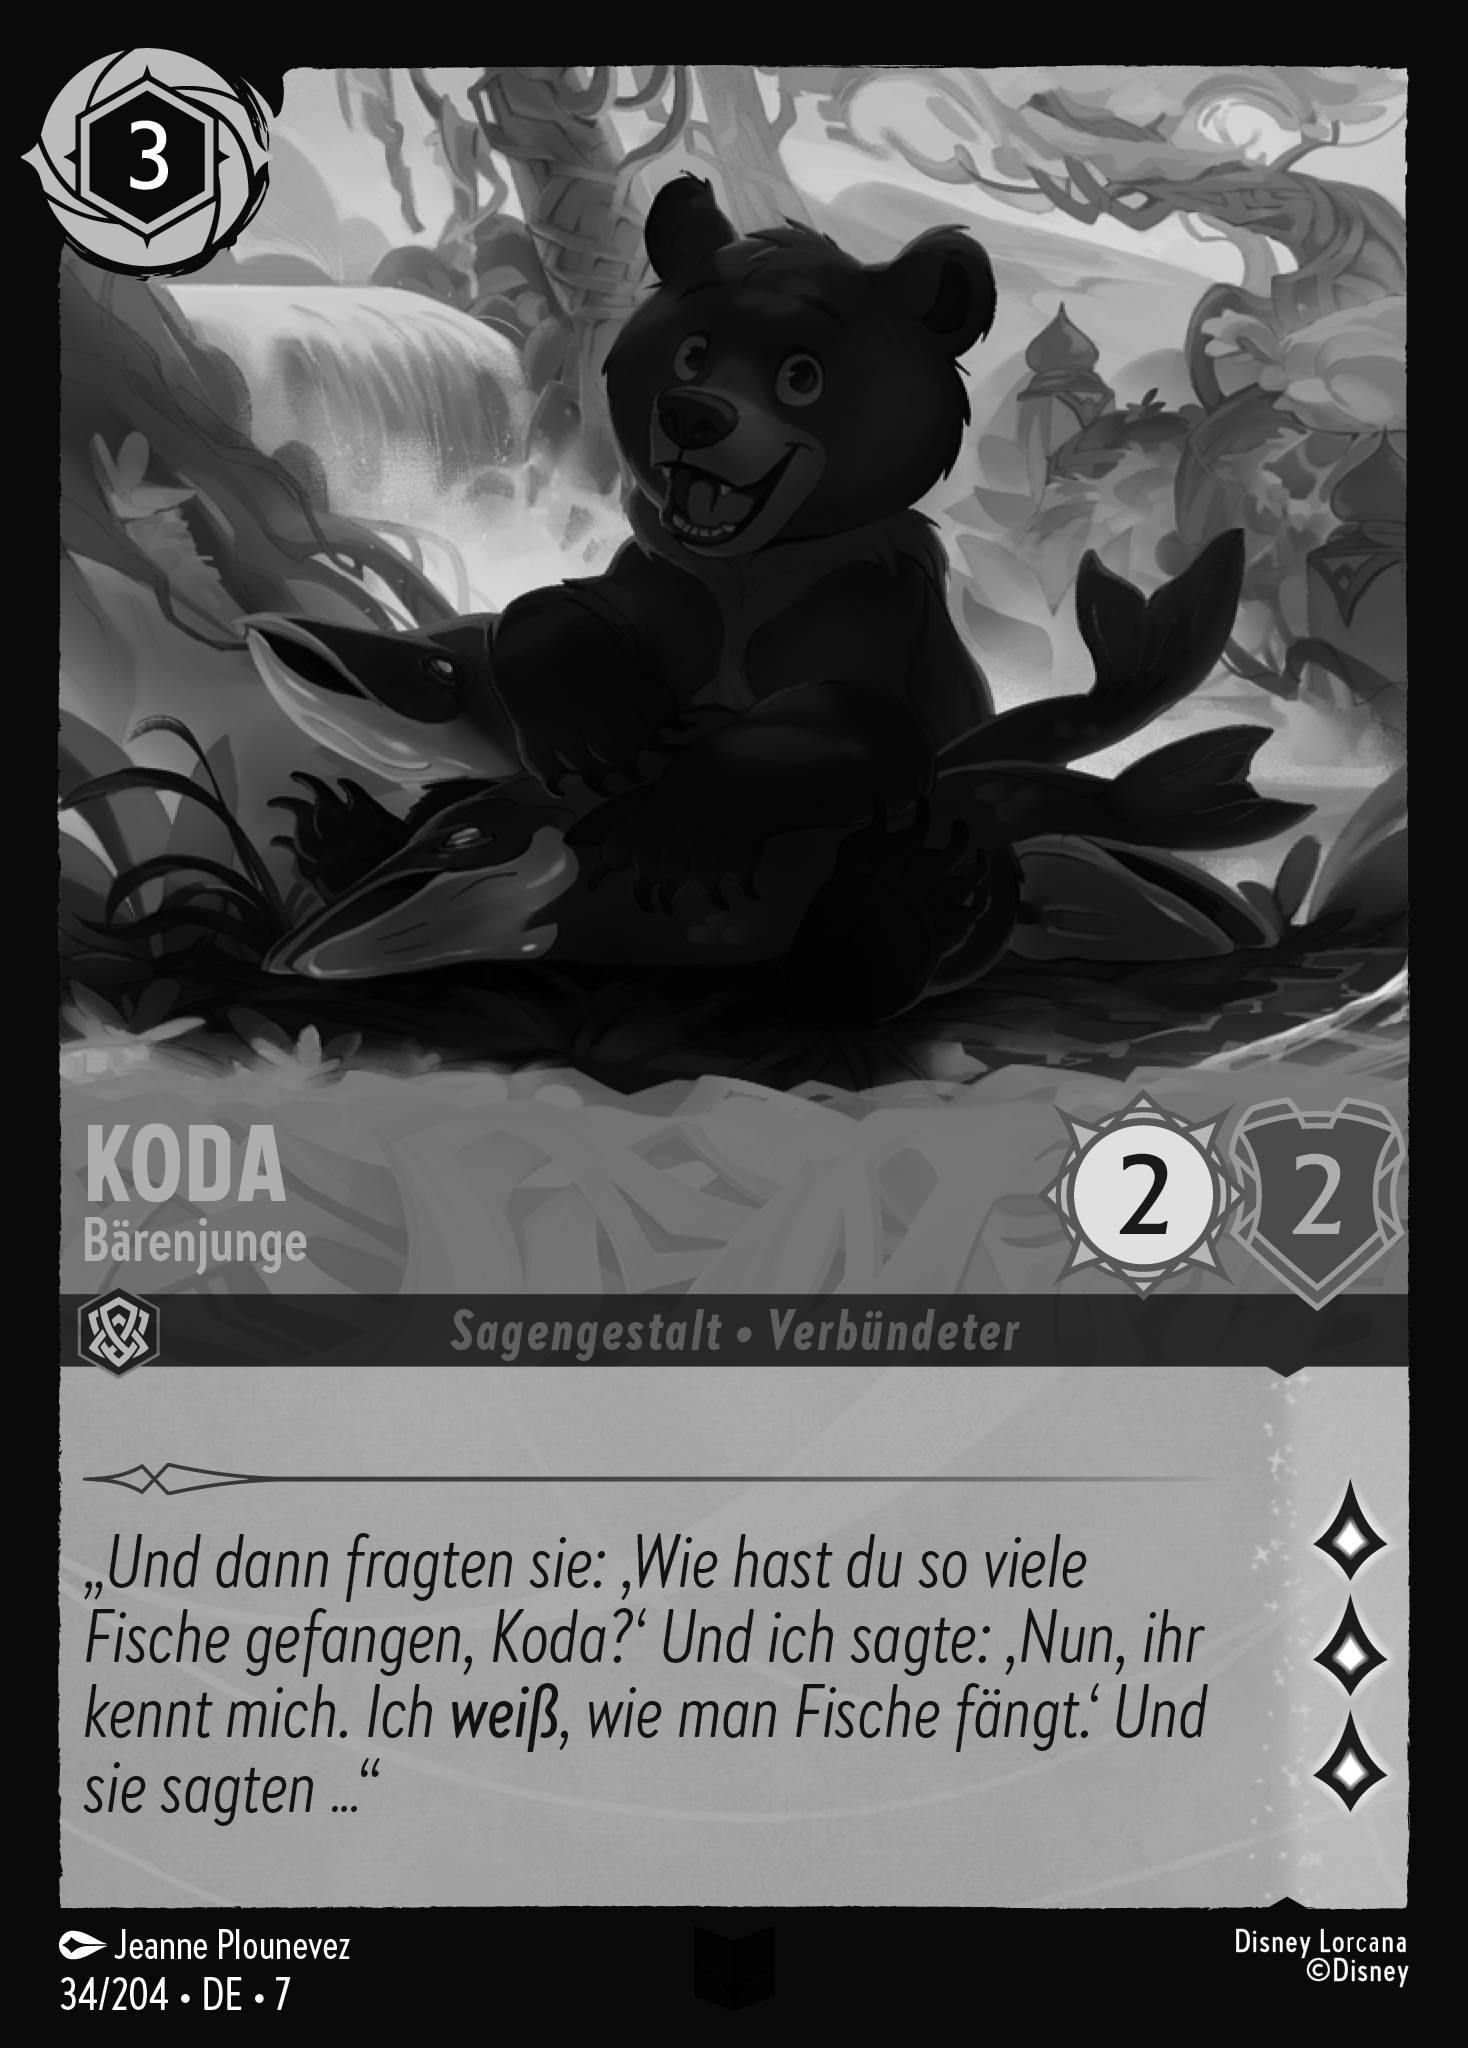 3
KODA
Bärenjunge
2
2
Sagengestalt • Verbündeter
„Und dann fragten sie: ‚Wie hast du so viele
Fische gefangen, Koda?‘ Und ich sagte: ‚Nun, ihr
kennt mich. Ich weiß, wie man Fische fängt.‘ Und
sie sagten ...“
Jeanne Plounevez
34/204 • DE • 7
Disney Lorcana
©Disney